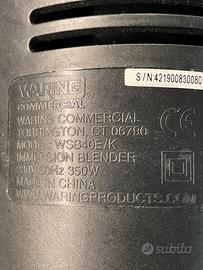 WARING
COMMERCIAL
S/N:421900830080
WARING COMMERCIAL
TORRINGTON, CT 06790
MODEL: WSB40E/K
IMMERSION BLENDER
230V 50Hz 350W
MADE IN CHINA
WWW.WARINGPRODUCTS.COM
CE
subito